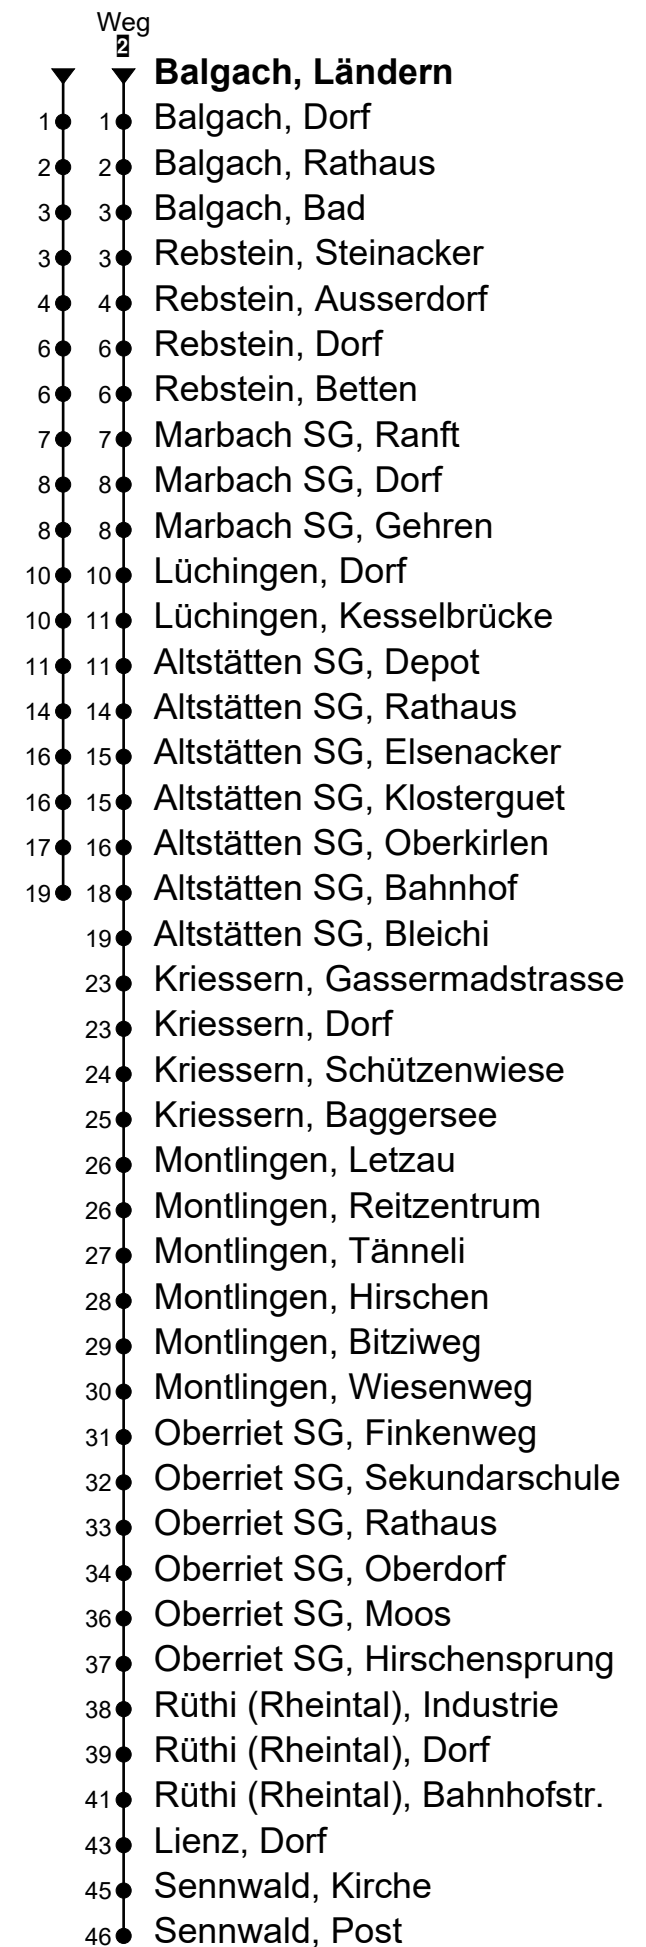 Weg
2
Balgach, Ländern
1 1 Balgach, Dorf
2 2 Balgach, Rathaus
3 3 Balgach, Bad
3 3 Rebstein, Steinacker
4 4 Rebstein, Ausserdorf
6 6 Rebstein, Dorf
6 6 Rebstein, Betten
7 7 Marbach SG, Ranft
8 8 Marbach SG, Dorf
8 8 Marbach SG, Gehren
10 10 Lüchingen, Dorf
10 11 Lüchingen, Kesselbrücke
11 11 Altstätten SG, Depot
14 14 Altstätten SG, Rathaus
16 15 Altstätten SG, Elsenacker
16 15 Altstätten SG, Klosterguet
17 16 Altstätten SG, Oberkirlen
19 18 Altstätten SG, Bahnhof
19 Altstätten SG, Bleichi
23 Kriessern, Gassermadstrasse
23 Kriessern, Dorf
24 Kriessern, Schützenwiese
25 Kriessern, Baggersee
26 Montlingen, Letzau
26 Montlingen, Reitzentrum
27 Montlingen, Tänneli
28 Montlingen, Hirschen
29 Montlingen, Bitziweg
30 Montlingen, Wiesenweg
31 Oberriet SG, Finkenweg
32 Oberriet SG, Sekundarschule
33 Oberriet SG, Rathaus
34 Oberriet SG, Oberdorf
36 Oberriet SG, Moos
37 Oberriet SG, Hirschensprung
38 Rüthi (Rheintal), Industrie
39 Rüthi (Rheintal), Dorf
41 Rüthi (Rheintal), Bahnhofstr.
43 Lienz, Dorf
45 Sennwald, Kirche
46 Sennwald, Post